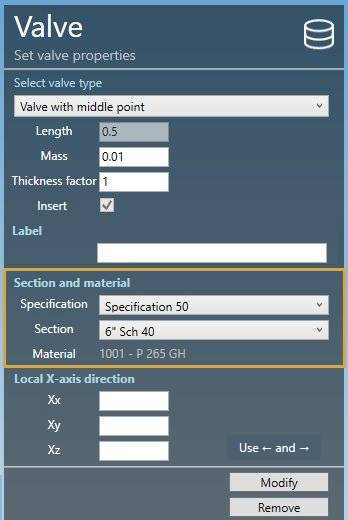 Valve
Set valve properties
Select valve type
Valve with middle point
Length 0.5
Mass 0.01
Thickness factor 1
Insert
Label
Section and material
Specification Specification 50
Section 6" Sch 40
Material 1001 - P 265 GH
Local X-axis direction
Xx
Xy
Xz Use ← and →
Modify
Remove